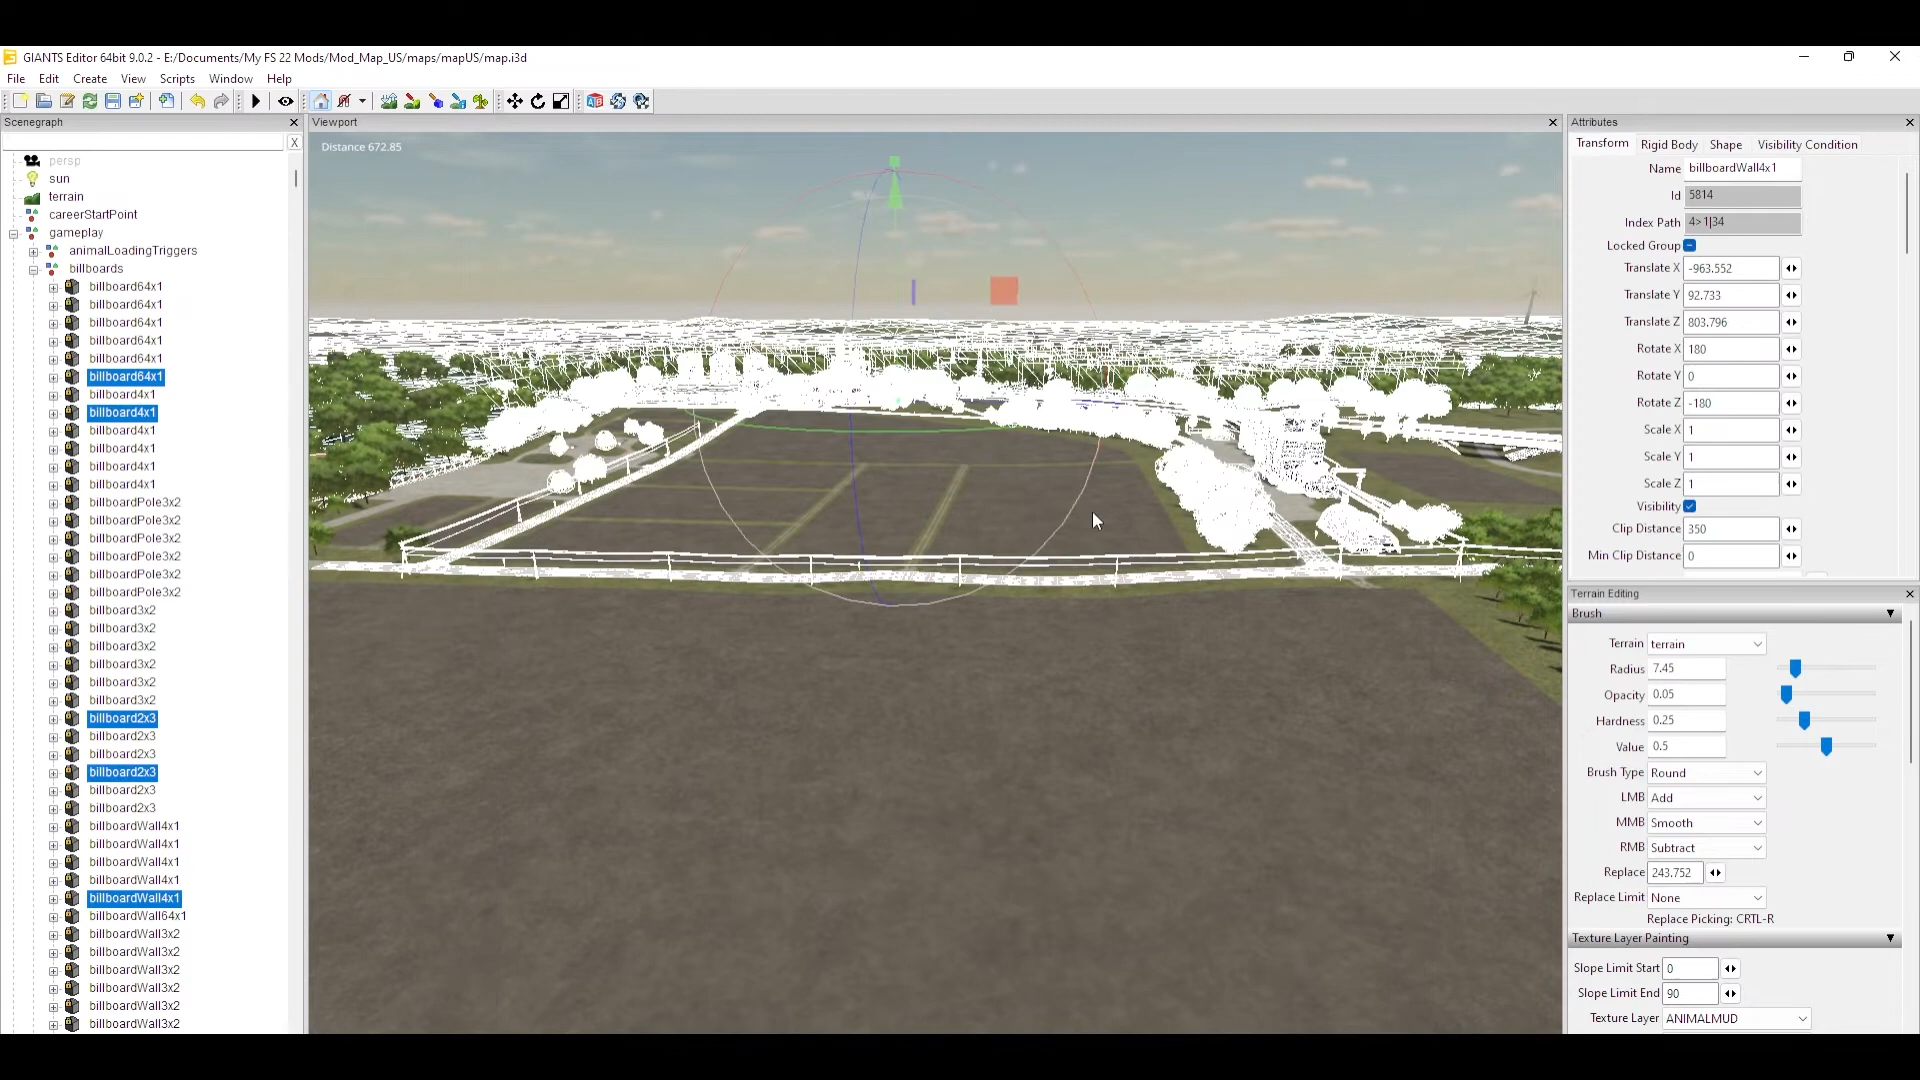 GIANTS Editor 64bit 9.0.2 - E:/Documents/My FS 22 Mods/Mod_Map_US/maps/mapUS/map.i3d
File Edit Create View Scripts Window Help
Scenegraph
X
persp
sun
terrain
careerStartPoint
gameplay
animalLoadingTriggers
billboards
billboard64x1
billboard64x1
billboard64x1
billboard64x1
billboard64x1
billboard64x1
billboard4x1
billboard4x1
billboard4x1
billboard4x1
billboard4x1
billboard4x1
billboardPole3x2
billboardPole3x2
billboardPole3x2
billboardPole3x2
billboardPole3x2
billboardPole3x2
billboard3x2
billboard3x2
billboard3x2
billboard3x2
billboard3x2
billboard3x2
billboard2x3
billboard2x3
billboard2x3
billboard2x3
billboard2x3
billboard2x3
billboardWall4x1
billboardWall4x1
billboardWall4x1
billboardWall4x1
billboardWall4x1
billboardWall64x1
billboardWall3x2
billboardWall3x2
billboardWall3x2
billboardWall3x2
billboardWall3x2
billboardWall3x2
Viewport
Distance 672.85
Attributes
Transform Rigid Body Shape Visibility Condition
Name billboardWall4x1
Id 5814
Index Path 4>1|34
Locked Group
Translate X -963.552
Translate Y 92.733
Translate Z 803.796
Rotate X 180
Rotate Y 0
Rotate Z -180
Scale X 1
Scale Y 1
Scale Z 1
Visibility
Clip Distance 350
Min Clip Distance 0
Terrain Editing
Brush
Terrain terrain
Radius 7.45
Opacity 0.05
Hardness 0.25
Value 0.5
Brush Type Round
LMB Add
MMB Smooth
RMB Subtract
Replace 243.752
Replace Limit None
Replace Picking: CRTL-R
Texture Layer Painting
Slope Limit Start 0
Slope Limit End 90
Texture Layer ANIMALMUD